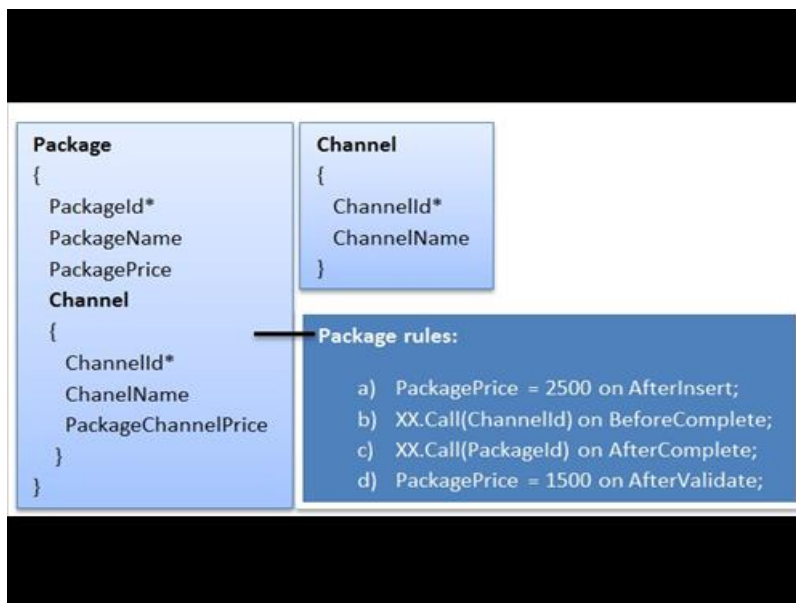 Package
{
PackageId*
PackageName
PackagePrice
Channel
{
ChannelId*
ChanelName
PackageChannelPrice
}
}
Channel
{
ChannelId*
ChannelName
}
Package rules:
a) PackagePrice = 2500 on AfterInsert;
b) XX.Call(ChannelId) on BeforeComplete;
c) XX.Call(PackageId) on AfterComplete;
d) PackagePrice = 1500 on AfterValidate;